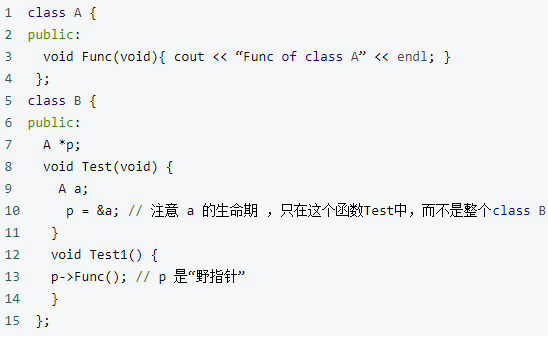 1 class A {
2 public:
3 void Func(void){ cout << “Func of class A” << endl; }
4 };
5 class B {
6 public:
7 A *p;
8 void Test(void) {
9 A a;
10 p = &a; // 注意 a 的生命期 ，只在这个函数Test中，而不是整个class B
11 }
12 void Test1() {
13 p->Func(); // p 是“野指针”
14 }
15 };